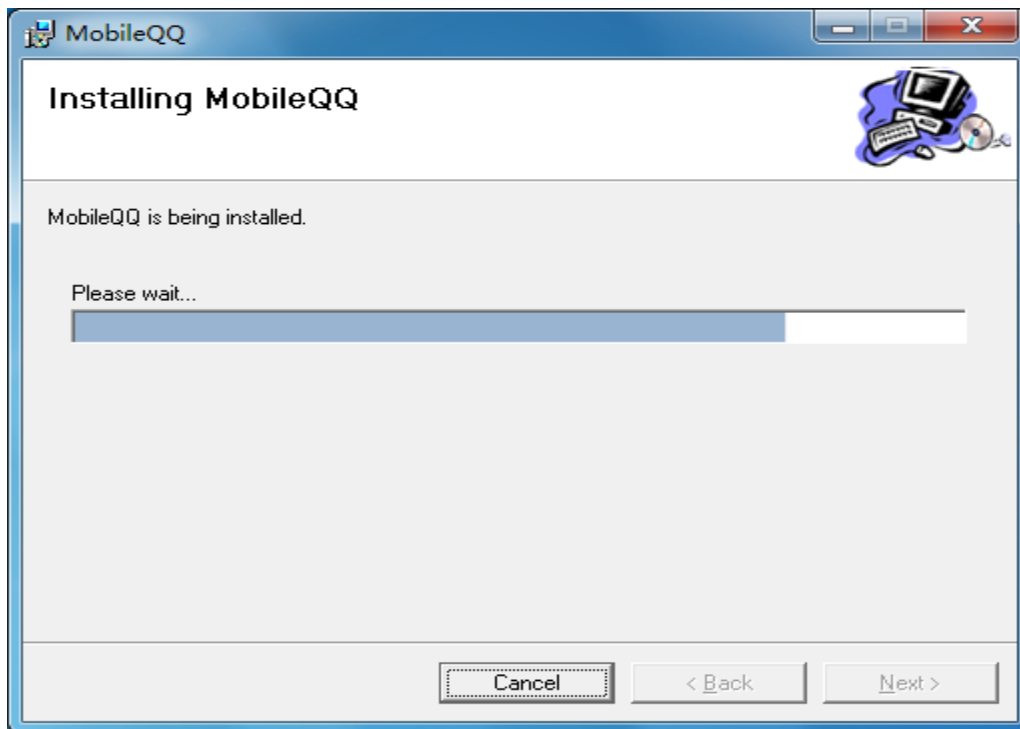 MobileQQ
Installing MobileQQ
MobileQQ is being installed.
Please wait...
Cancel
< Back
Next >